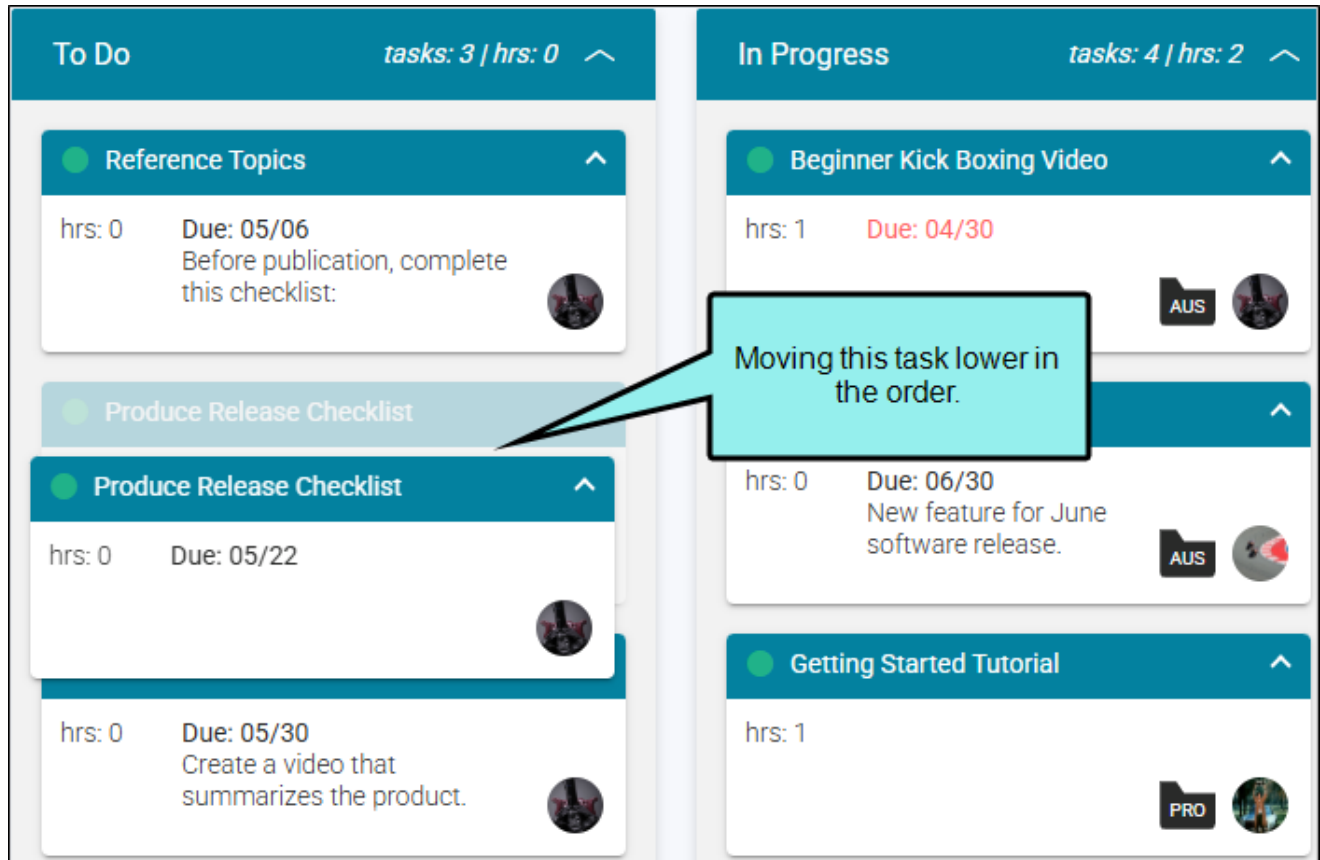 To Do
tasks: 3 | hrs: 0
Reference Topics
hrs: 0
Due: 05/06
Before publication, complete
this checklist:
Produce Release Checklist
Produce Release Checklist
hrs: 0
Due: 05/22
hrs: 0
Due: 05/30
Create a video that
summarizes the product.
In Progress
tasks: 4 | hrs: 2
Beginner Kick Boxing Video
hrs: 1
Due: 04/30
AUS
Moving this task lower in
the order.
hrs: 0
Due: 06/30
New feature for June
software release.
AUS
Getting Started Tutorial
hrs: 1
PRO